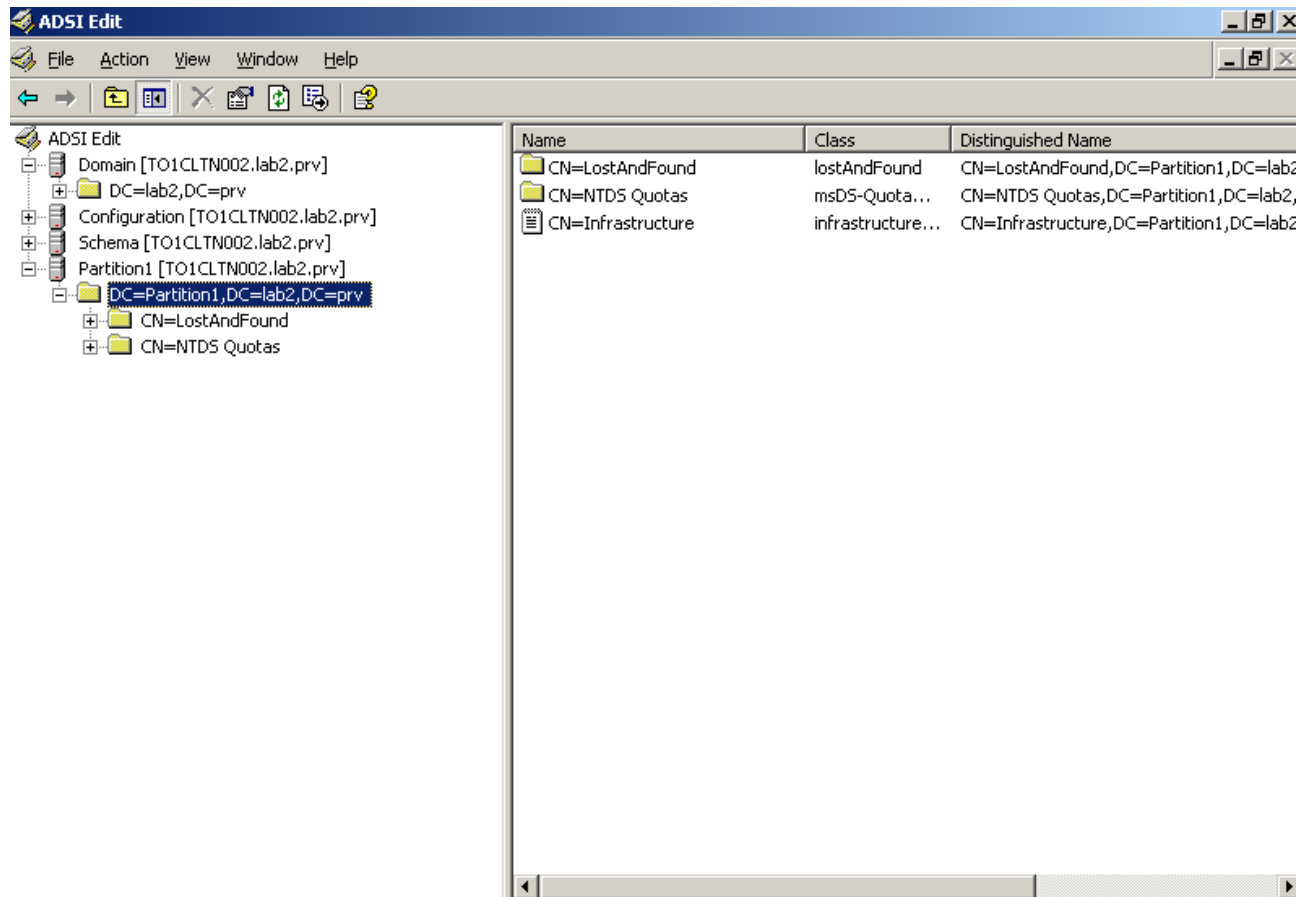 ADSI Edit
File Action View Window Help
ADSI Edit
Domain [TO1CLTN002.lab2.prv]
DC=lab2,DC=prv
Configuration [TO1CLTN002.lab2.prv]
Schema [TO1CLTN002.lab2.prv]
Partition1 [TO1CLTN002.lab2.prv]
DC=Partition1,DC=lab2,DC=prv
CN=LostAndFound
CN=NTDS Quotas
Name Class Distinguished Name
CN=LostAndFound lostAndFound CN=LostAndFound,DC=Partition1,DC=lab2
CN=NTDS Quotas msDS-Quota... CN=NTDS Quotas,DC=Partition1,DC=lab2,
CN=Infrastructure infrastructure... CN=Infrastructure,DC=Partition1,DC=lab2